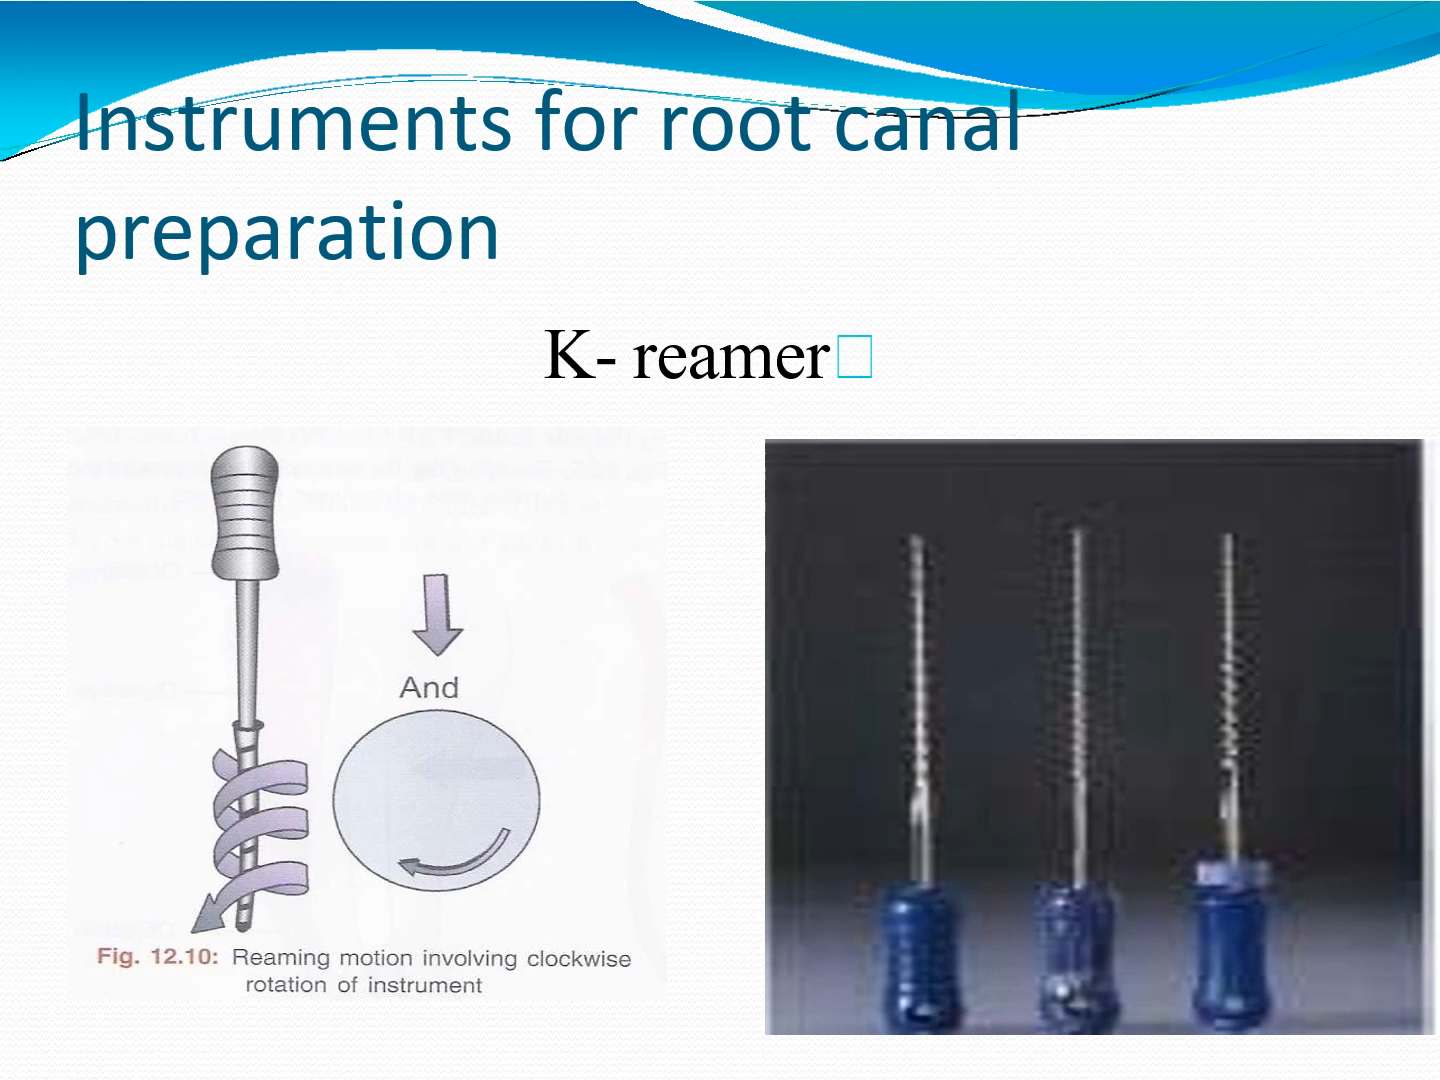 Instruments for root canal
preparation
K- reamer
And
Fig. 12.10: Reaming motion involving clockwise
rotation of instrument